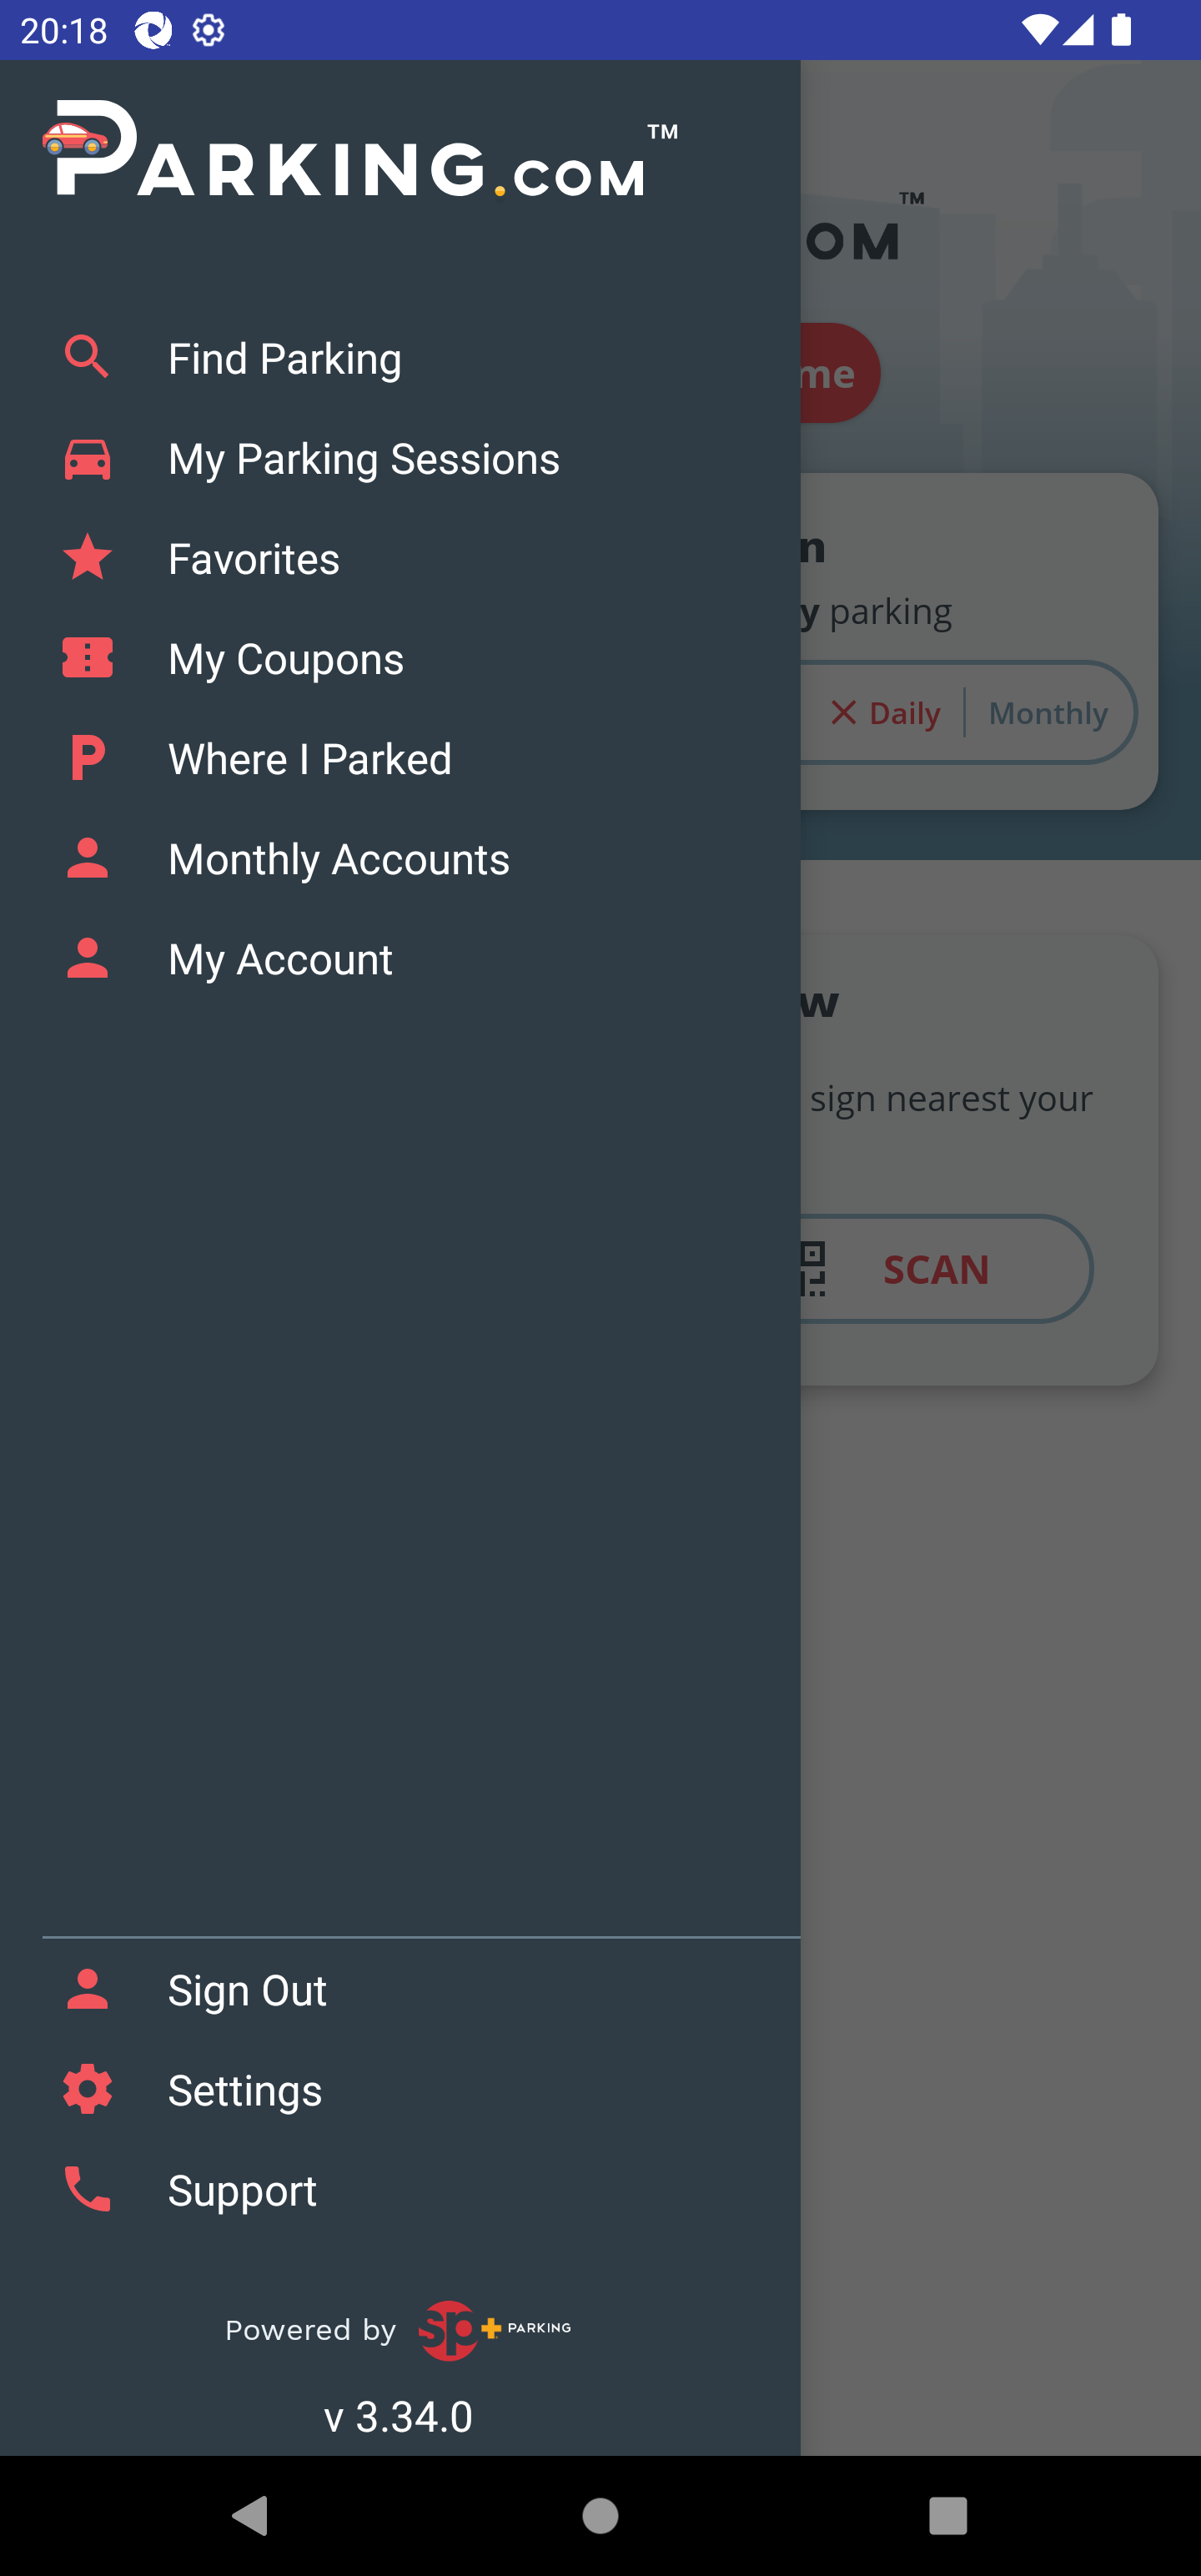 20:18
PARKING.COM™
Find Parking
My Parking Sessions
Favorites
My Coupons
Where I Parked
Monthly Accounts
My Account
Sign Out
Settings
Support
Powered by sp+ PARKING
v 3.34.0
OM™
me
n
y parking
Daily
Monthly
w
sign nearest your
SCAN